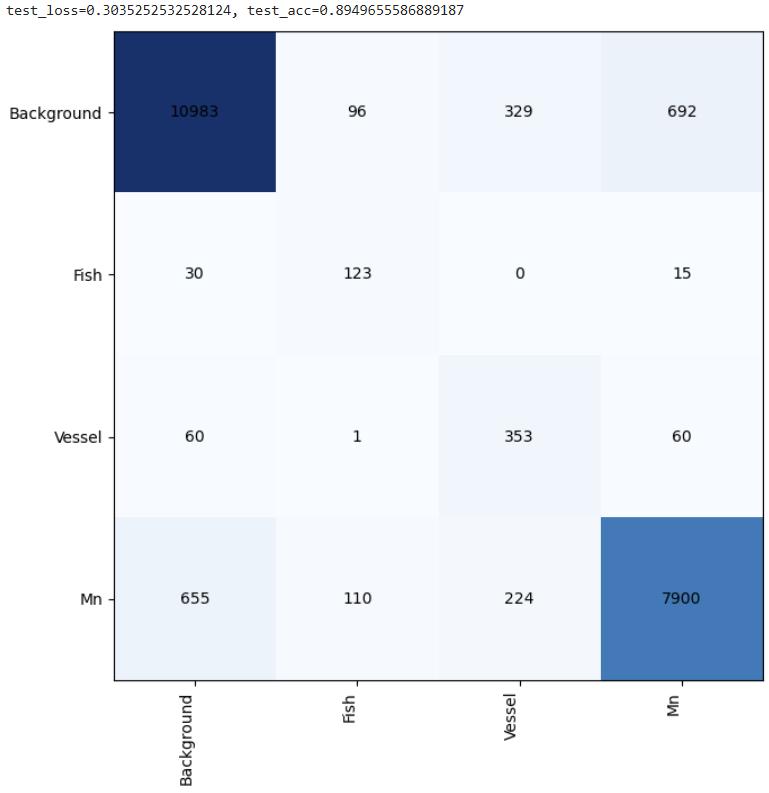 test_loss=0.3035252532528124, test_acc=0.8949655586889187
Background 10983 96 329 692
Fish 30 123 0 15
Vessel 60 1 353 60
Mn 655 110 224 7900
Background Fish Vessel Mn